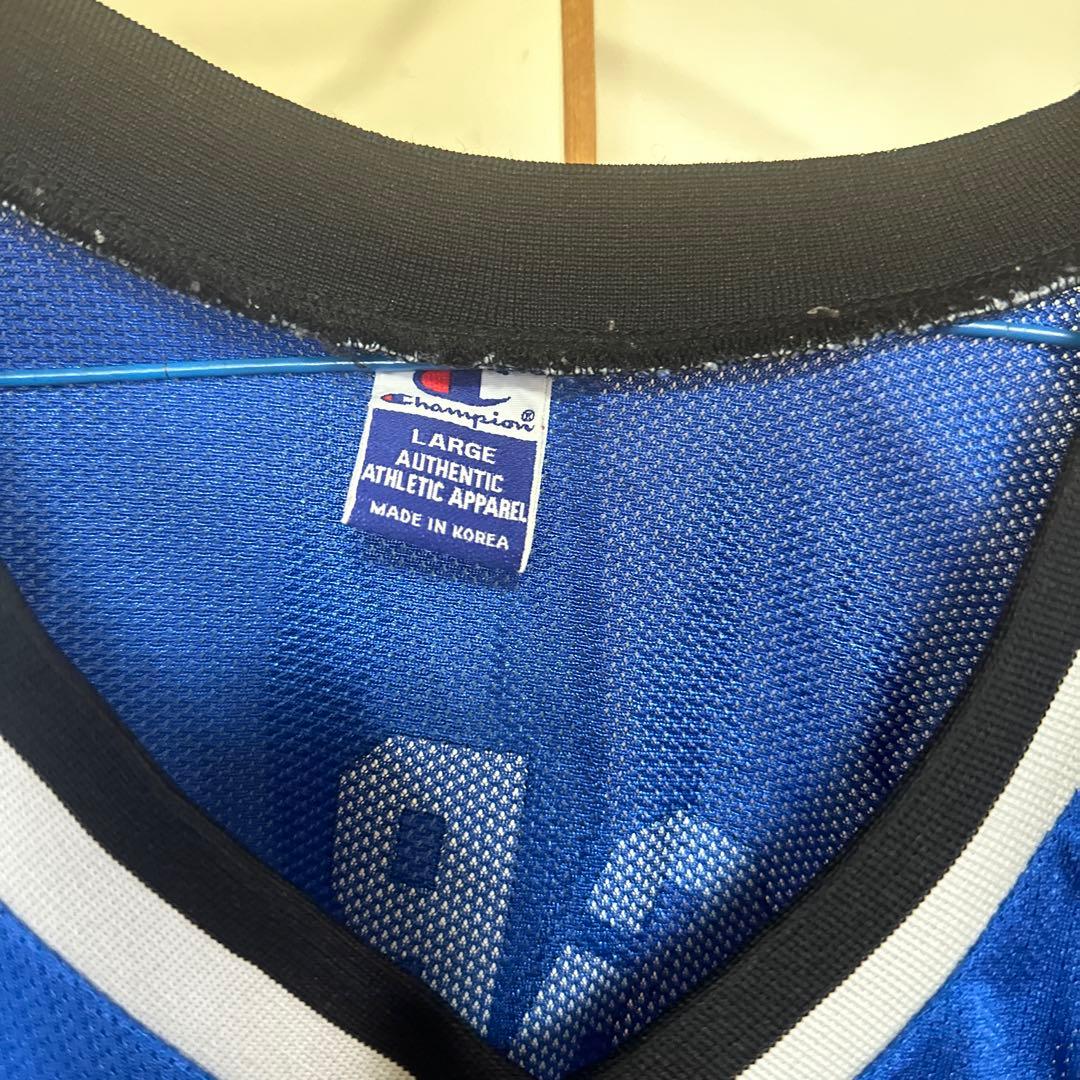 Champion®
LARGE
AUTHENTIC
ATHLETIC APPAREL
MADE IN KOREA